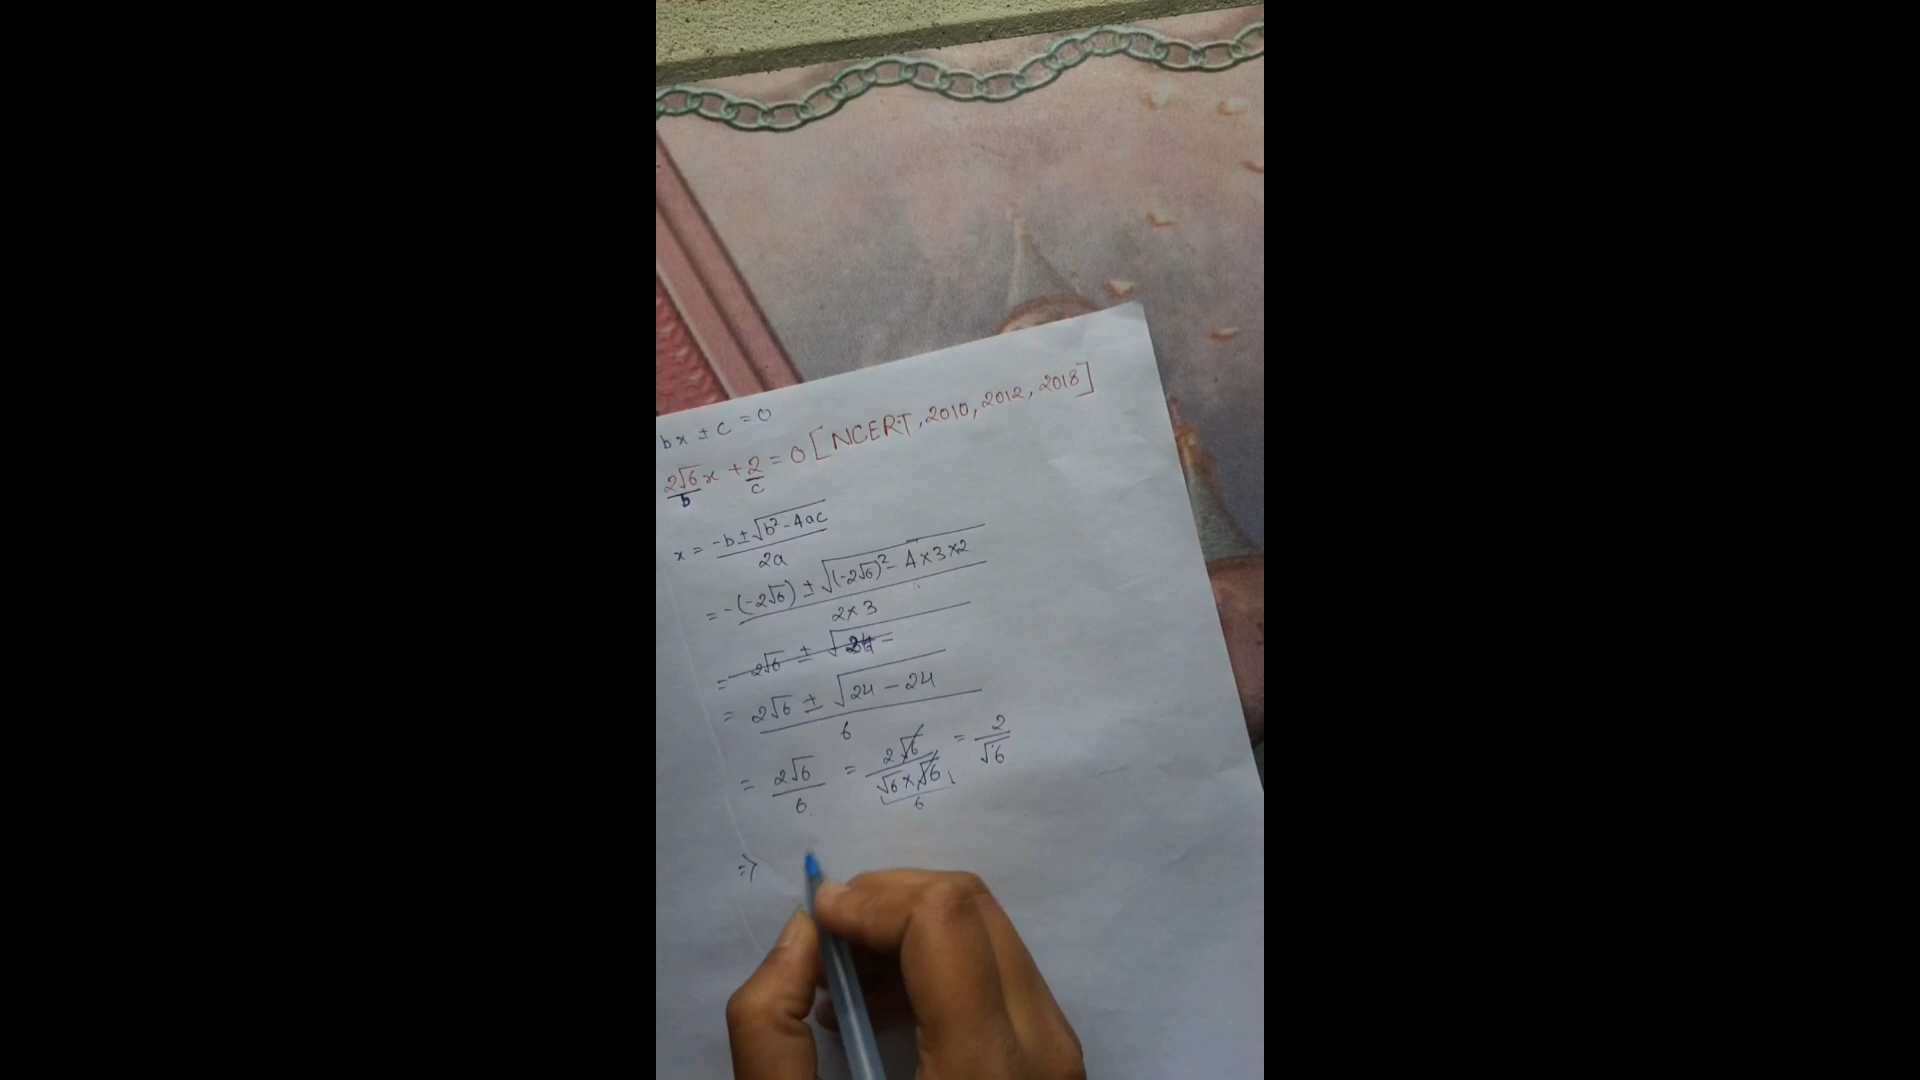 bx ± c = 0
2√6 x + 2 = 0 [NCERT, 2010, 2012, 2018]
b c
x = -b ± √b² - 4ac / 2a
= -(-2√6) ± √(-2√6)² - 4 × 3 × 2 / 2 × 3
= 2√6 ± √24 =
= 2√6 ± √24 - 24 / 6
= 2√6 / 6 = 2√6 / √6 × √6 = 2 / √6
6
⇒